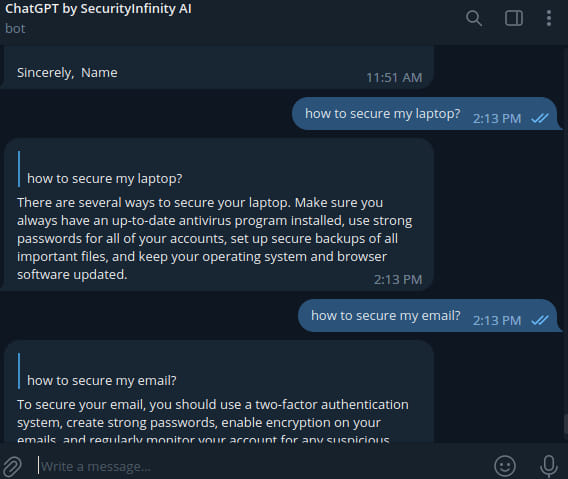 ChatGPT by SecurityInfinity AI
bot
Sincerely, Name
11:51 AM
how to secure my laptop?
2:13 PM
how to secure my laptop?
There are several ways to secure your laptop. Make sure you
always have an up-to-date antivirus program installed, use strong
passwords for all of your accounts, set up secure backups of all
important files, and keep your operating system and browser
software updated.
2:13 PM
how to secure my email?
2:13 PM
how to secure my email?
To secure your email, you should use a two-factor authentication
system, create strong passwords, enable encryption on your
emails, and regularly monitor your account for any suspicious
Write a message...